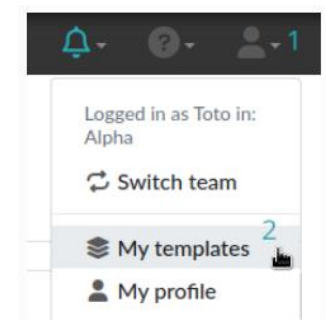 1
Logged in as Toto in:
Alpha
Switch team
My templates 2
My profile